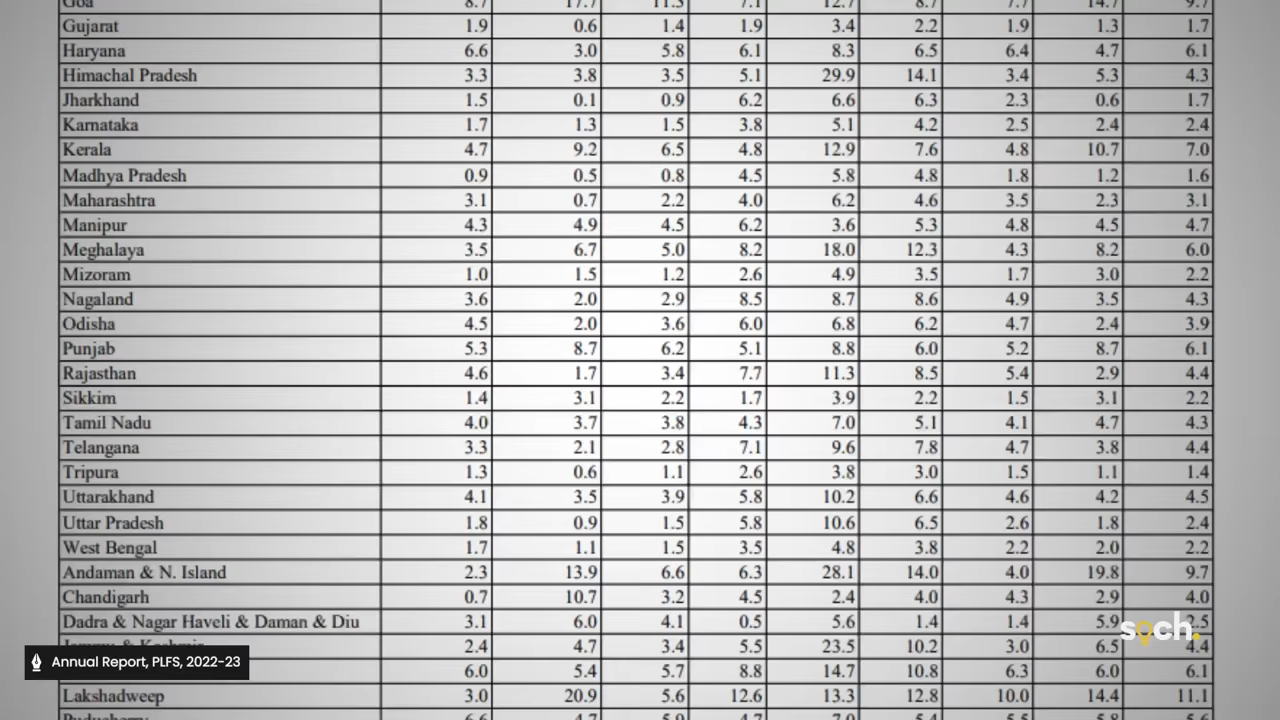 Goa 8.7 17.7 11.3 7.1 12.7 8.7 7.7 14.7 9.7
Gujarat 1.9 0.6 1.4 1.9 3.4 2.2 1.9 1.3 1.7
Haryana 6.6 3.0 5.8 6.1 8.3 6.5 6.4 4.7 6.1
Himachal Pradesh 3.3 3.8 3.5 5.1 29.9 14.1 3.4 5.3 4.3
Jharkhand 1.5 0.1 0.9 6.2 6.6 6.3 2.3 0.6 1.7
Karnataka 1.7 1.3 1.5 3.8 5.1 4.2 2.5 2.4 2.4
Kerala 4.7 9.2 6.5 4.8 12.9 7.6 4.8 10.7 7.0
Madhya Pradesh 0.9 0.5 0.8 4.5 5.8 4.8 1.8 1.2 1.6
Maharashtra 3.1 0.7 2.2 4.0 6.2 4.6 3.5 2.3 3.1
Manipur 4.3 4.9 4.5 6.2 3.6 5.3 4.8 4.5 4.7
Meghalaya 3.5 6.7 5.0 8.2 18.0 12.3 4.3 8.2 6.0
Mizoram 1.0 1.5 1.2 2.6 4.9 3.5 1.7 3.0 2.2
Nagaland 3.6 2.0 2.9 8.5 8.7 8.6 4.9 3.5 4.3
Odisha 4.5 2.0 3.6 6.0 6.8 6.2 4.7 2.4 3.9
Punjab 5.3 8.7 6.2 5.1 8.8 6.0 5.2 8.7 6.1
Rajasthan 4.6 1.7 3.4 7.7 11.3 8.5 5.4 2.9 4.4
Sikkim 1.4 3.1 2.2 1.7 3.9 2.2 1.5 3.1 2.2
Tamil Nadu 4.0 3.7 3.8 4.3 7.0 5.1 4.1 4.7 4.3
Telangana 3.3 2.1 2.8 7.1 9.6 7.8 4.7 3.8 4.4
Tripura 1.3 0.6 1.1 2.6 3.8 3.0 1.5 1.1 1.4
Uttarakhand 4.1 3.5 3.9 5.8 10.2 6.6 4.6 4.2 4.5
Uttar Pradesh 1.8 0.9 1.5 5.8 10.6 6.5 2.6 1.8 2.4
West Bengal 1.7 1.1 1.5 3.5 4.8 3.8 2.2 2.0 2.2
Andaman & N. Island 2.3 13.9 6.6 6.3 28.1 14.0 4.0 19.8 9.7
Chandigarh 0.7 10.7 3.2 4.5 2.4 4.0 4.3 2.9 4.0
Dadra & Nagar Haveli & Daman & Diu 3.1 6.0 4.1 0.5 5.6 1.4 1.4 5.9 2.5
soch.
Jammu & Kashmir 2.4 4.7 3.4 5.5 23.5 10.2 3.0 6.5 4.4
Annual Report, PLFS, 2022-23
6.0 5.4 5.7 8.8 14.7 10.8 6.3 6.0 6.1
Lakshadweep 3.0 20.9 5.6 12.6 13.3 12.8 10.0 14.4 11.1